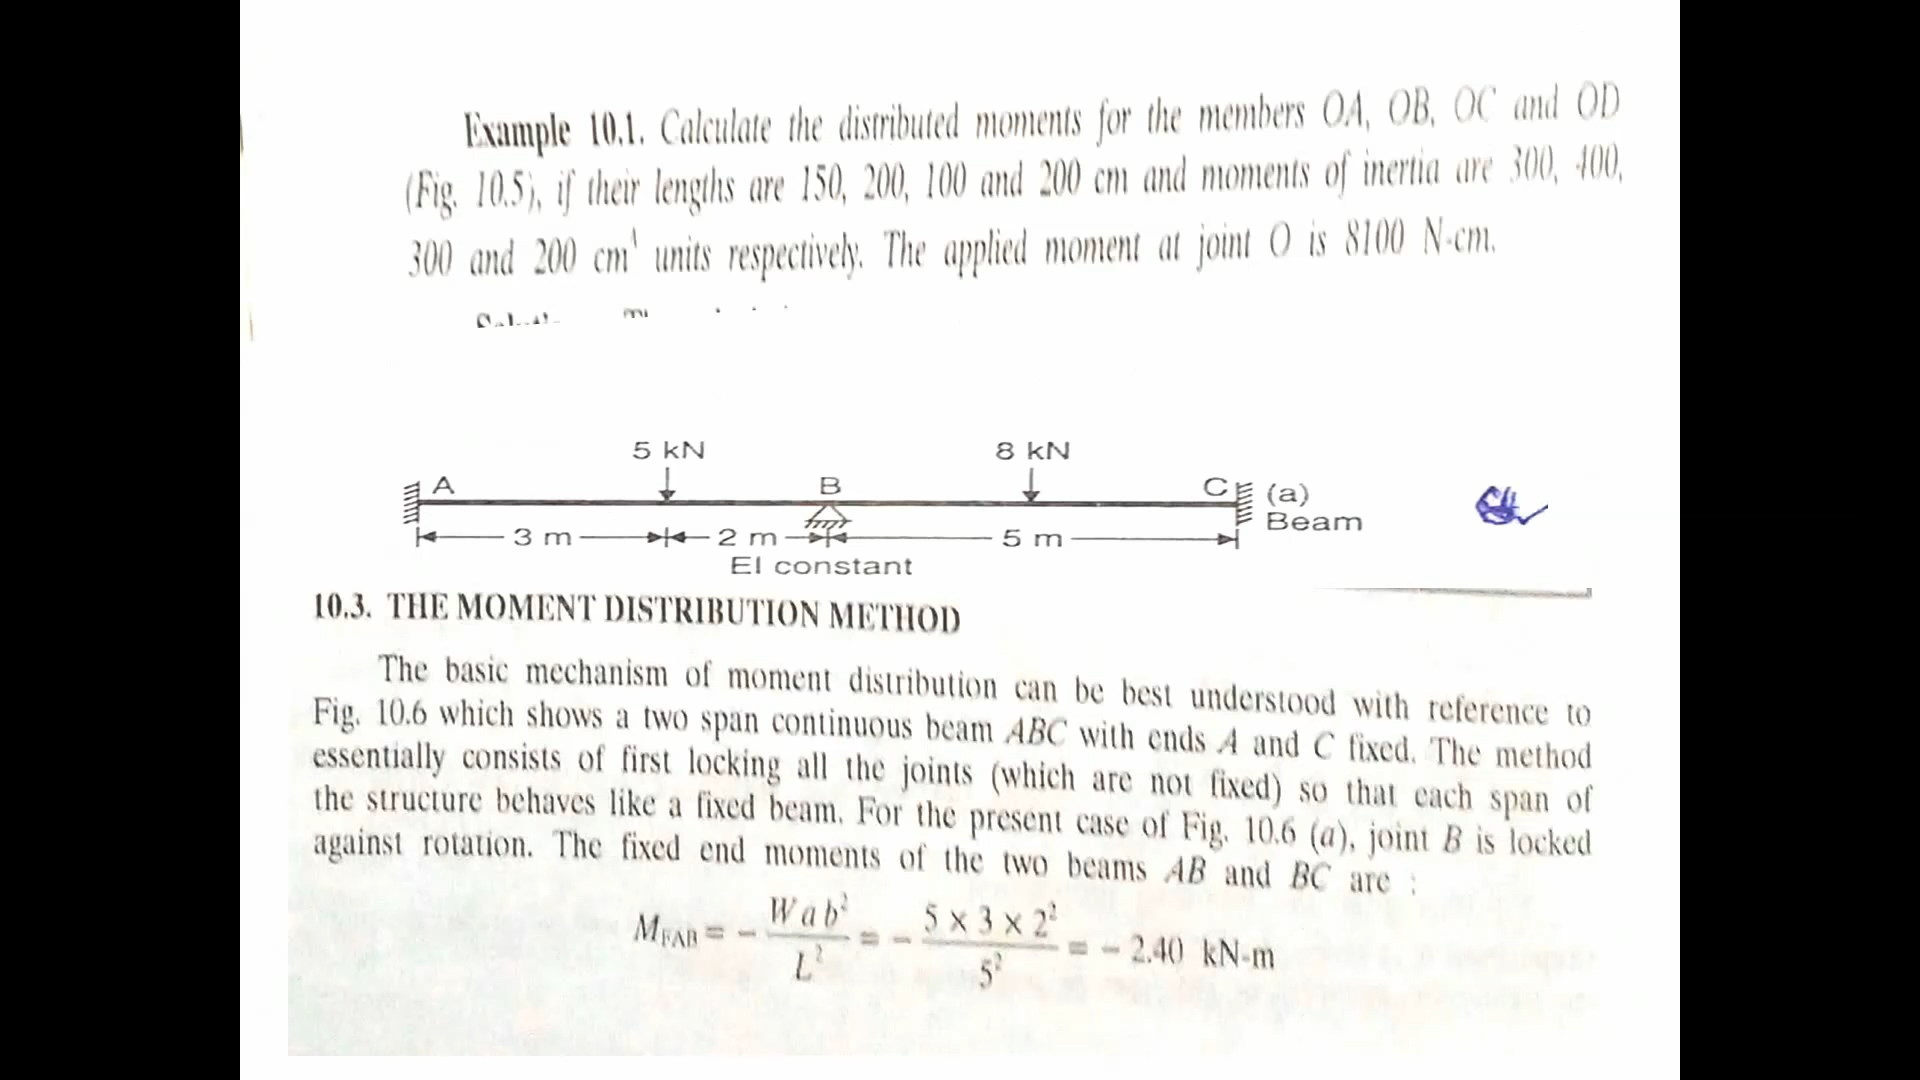 Example 10.1. Calculate the distributed moments for the members OA, OB, OC and OD
(Fig. 10.5), if their lengths are 150, 200, 100 and 200 cm and moments of inertia are 300, 400,
300 and 200 cm⁴ units respectively. The applied moment at joint O is 8100 N-cm.
5 kN
8 kN
A
B
C
(a)
Beam
3 m
2 m
5 m
EI constant
10.3. THE MOMENT DISTRIBUTION METHOD
The basic mechanism of moment distribution can be best understood with reference to
Fig. 10.6 which shows a two span continuous beam ABC with ends A and C fixed. The method
essentially consists of first locking all the joints (which are not fixed) so that each span of
the structure behaves like a fixed beam. For the present case of Fig. 10.6 (a), joint B is locked
against rotation. The fixed end moments of the two beams AB and BC are :
M_FAB = − W a b² / L² = − 5 × 3 × 2² / 5² = − 2.40 kN-m